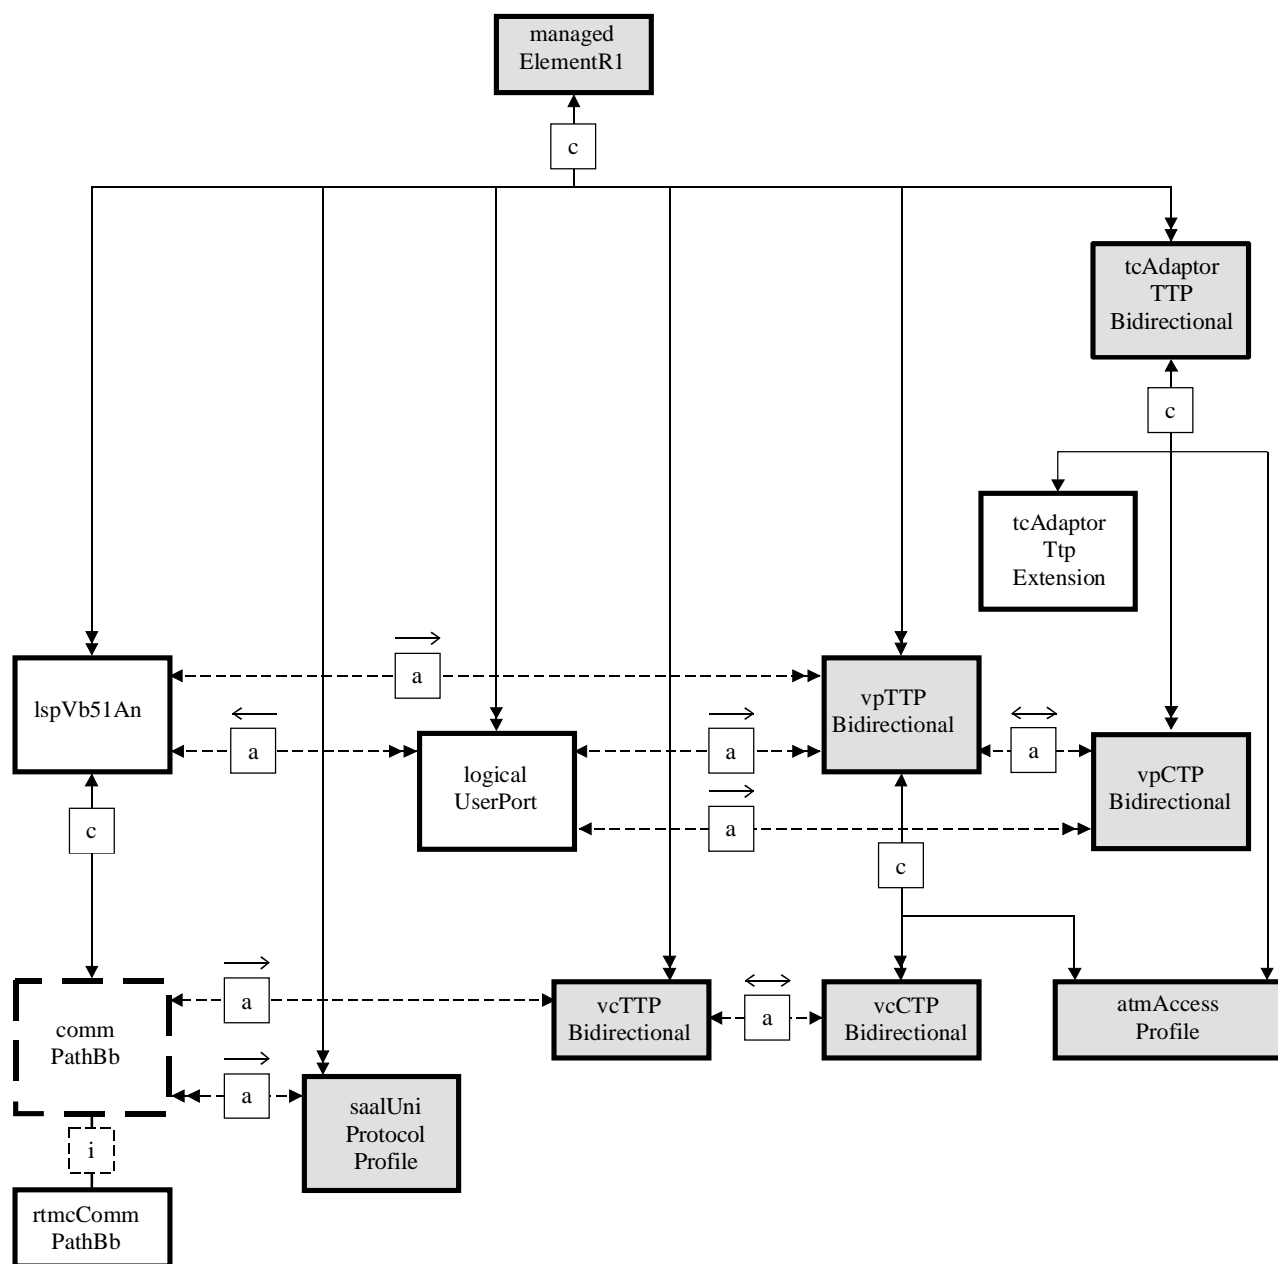 managed
ElementR1
c
tcAdaptor
TTP
Bidirectional
c
tcAdaptor
Ttp
Extension
a
lspVb51An
vpTTP
Bidirectional
a
a
a
logical
UserPort
vpCTP
Bidirectional
c
a
c
a
vcTTP
Bidirectional
a
vcCTP
Bidirectional
atmAccess
Profile
comm
PathBb
a
saalUni
Protocol
Profile
i
rtmcComm
PathBb